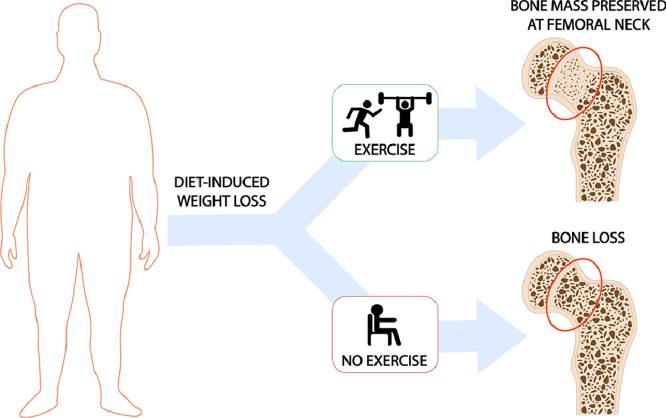 BONE MASS PRESERVED
AT FEMORAL NECK
EXERCISE
DIET-INDUCED
WEIGHT LOSS
BONE LOSS
NO EXERCISE